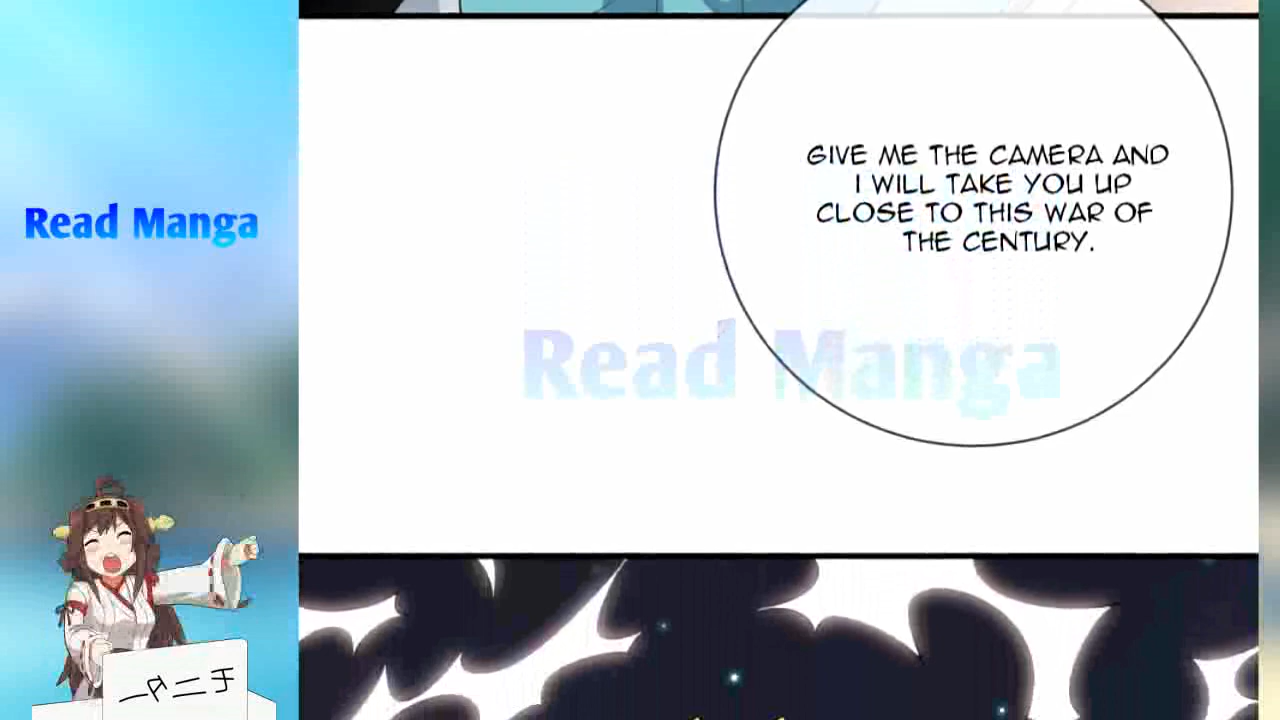 Read Manga
GIVE ME THE CAMERA AND
I WILL TAKE YOU UP
CLOSE TO THIS WAR OF
THE CENTURY.
Read Manga